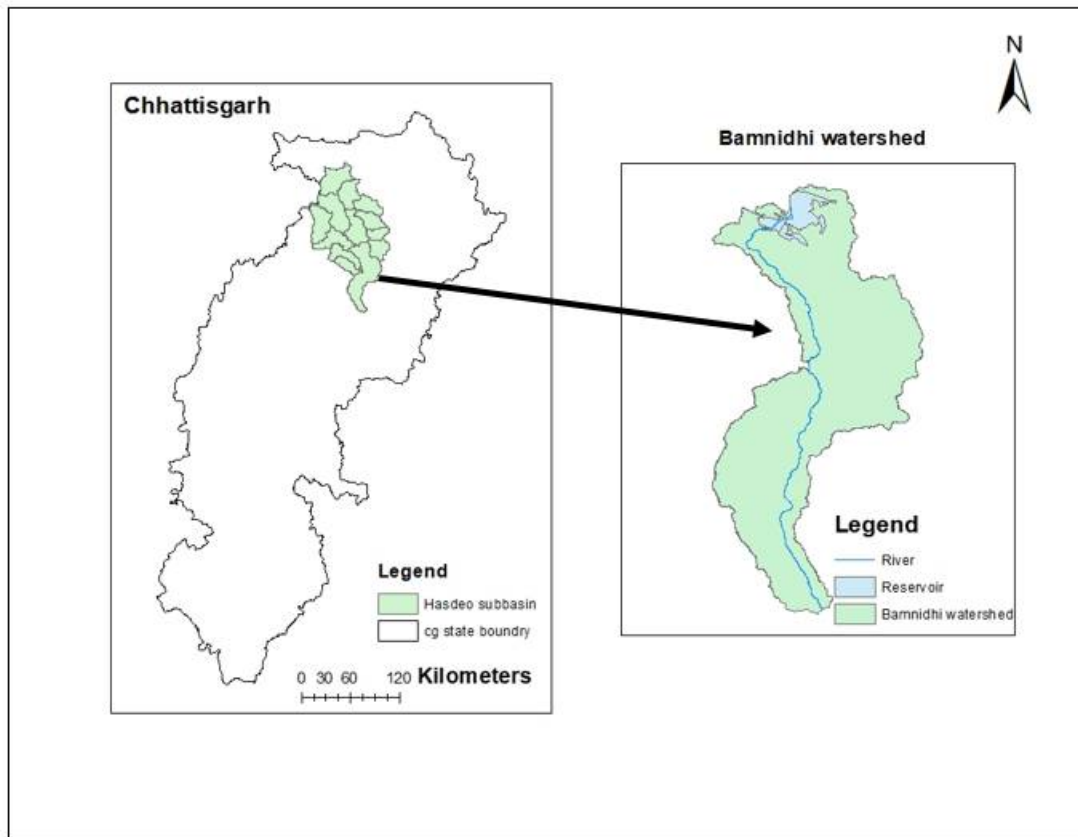 N
Chhattisgarh
Legend
Hasdeo subbasin
cg state boundry
0 30 60 120 Kilometers
Bamnidhi watershed
Legend
River
Reservoir
Bamnidhi watershed